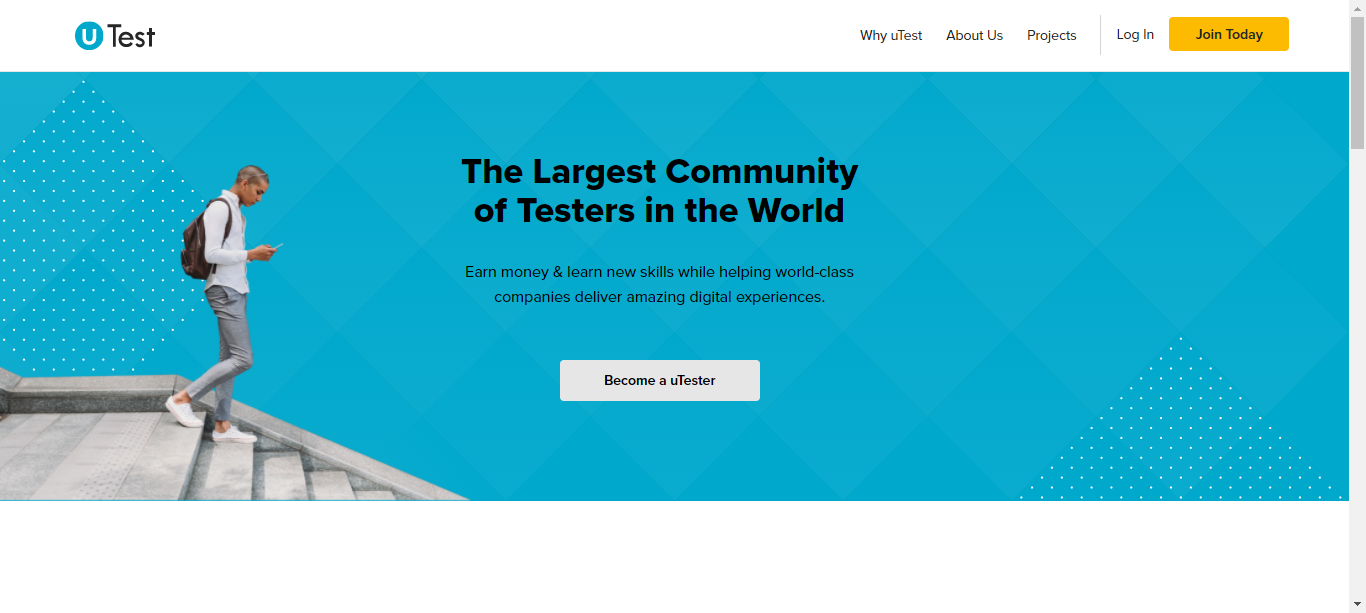 uTest
Why uTest
About Us
Projects
Log In
Join Today
The Largest Community
of Testers in the World
Earn money & learn new skills while helping world-class
companies deliver amazing digital experiences.
Become a uTester